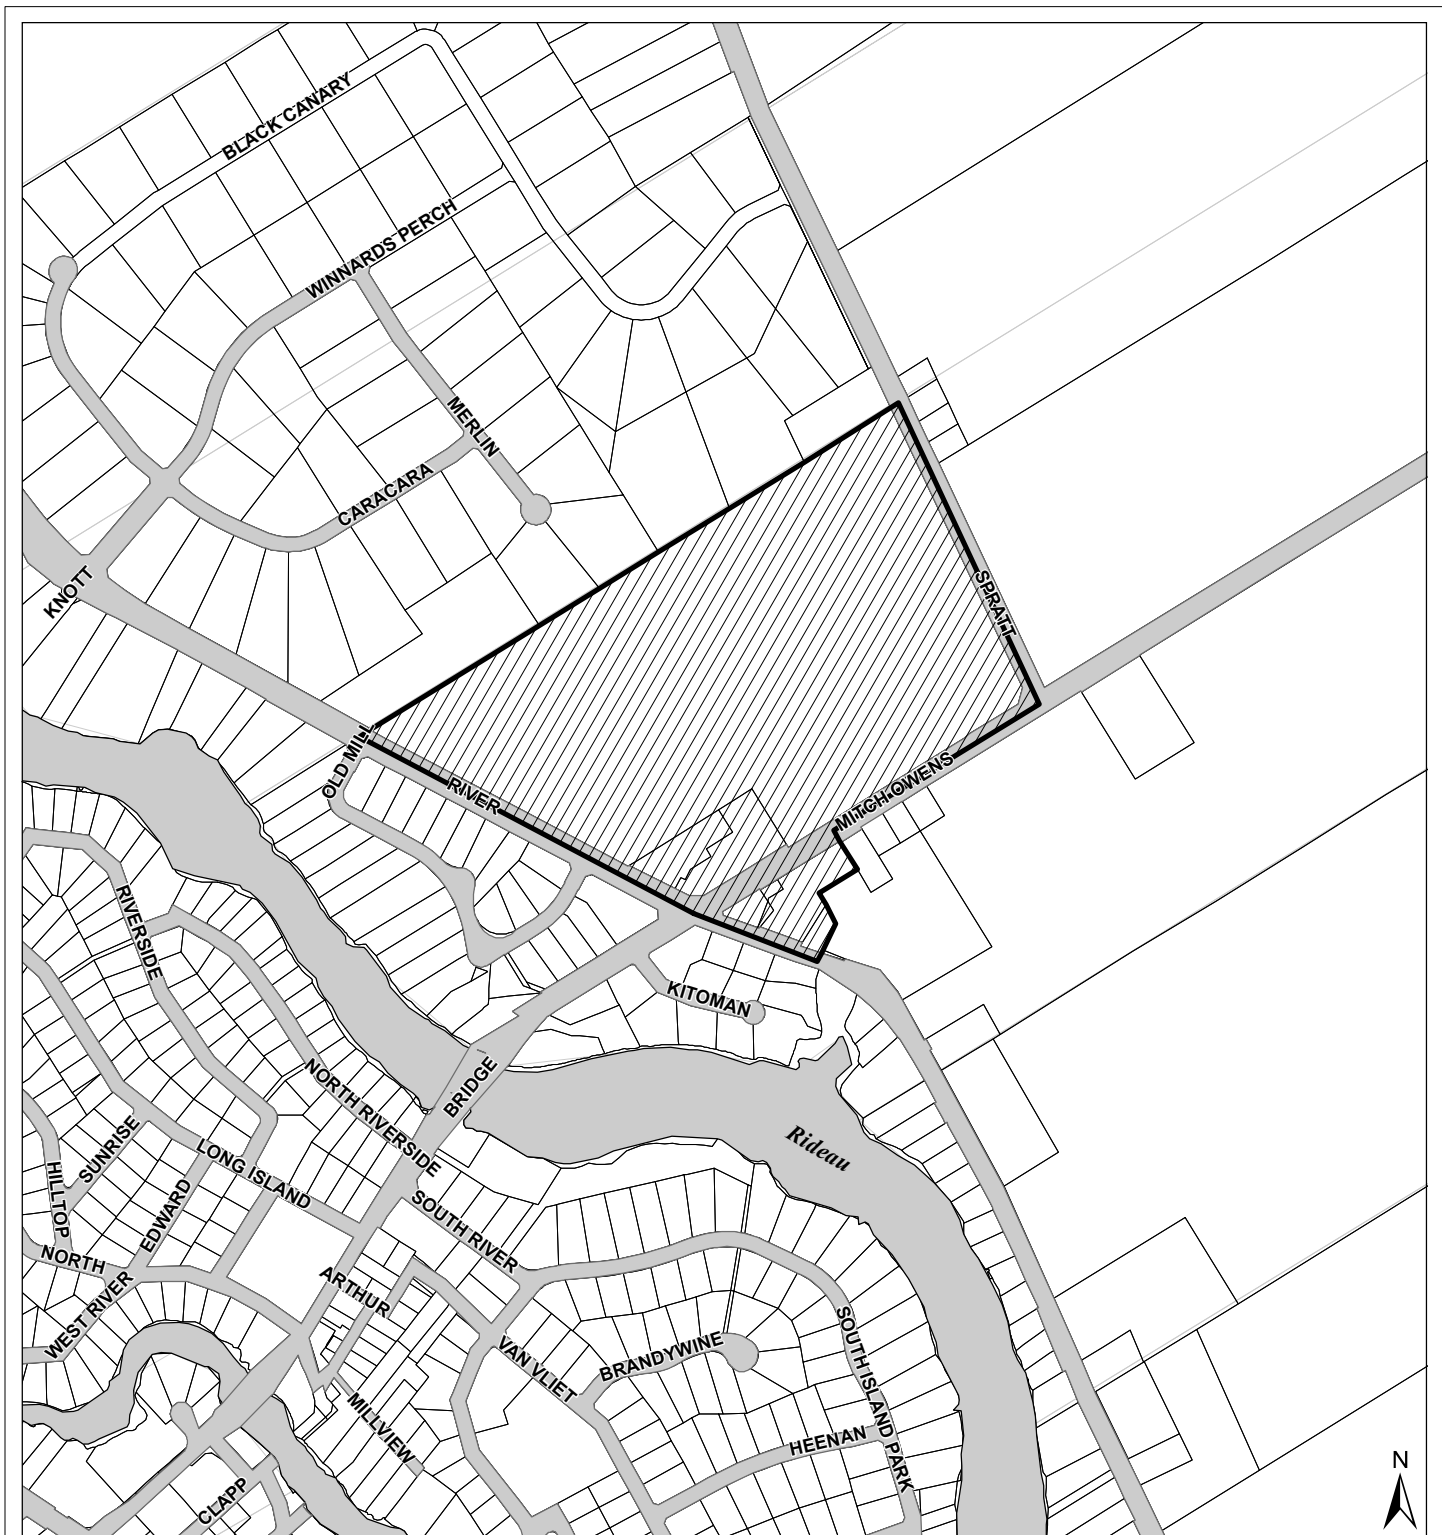 BLACK CANARY
WINNARDS PERCH
MERLIN
CARACARA
KNOTT
SPRATT
OLD MILL
RIVER
MITCH OWENS
RIVERSIDE
KITOMAN
BRIDGE
NORTH RIVERSIDE
Rideau
SUNRISE
LONG ISLAND
HILLTOP
EDWARD
SOUTH RIVER
NORTH
ARTHUR
WEST RIVER
VAN VLIET
BRANDYWINE
SOUTH ISLAND PARK
MILLVIEW
HEENAN
CLAPP
N